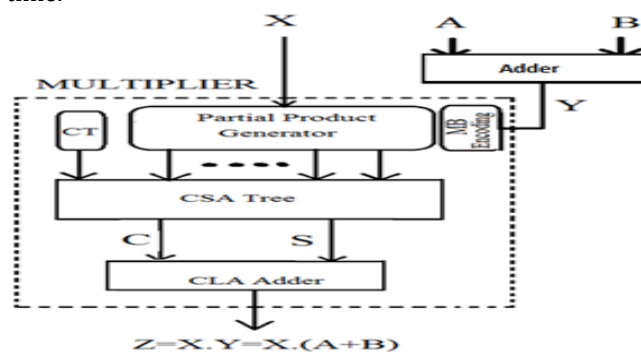 X
A
B
Adder
MULTIPLIER
Y
CT
Partial Product
Generator
MB
Encoding
CSA Tree
C
S
CLA Adder
Z=X.Y=X.(A+B)